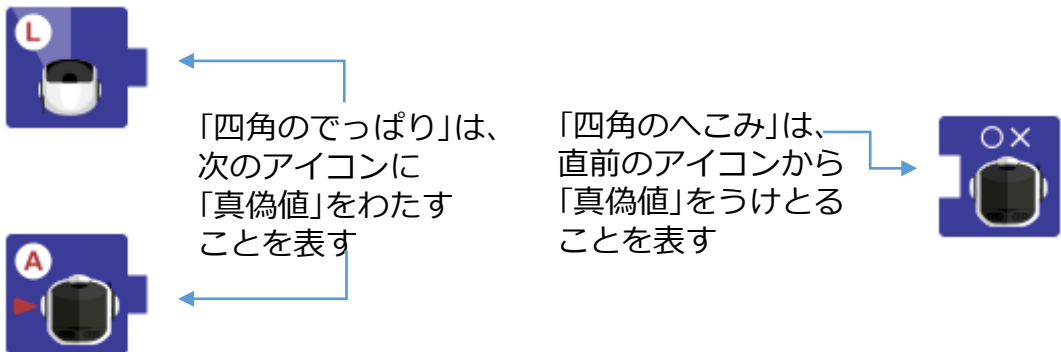 L
「四角のでっぱり」は、
次のアイコンに
「真偽値」をわたす
ことを表す
「四角のへこみ」は、
直前のアイコンから
「真偽値」をうけとる
ことを表す
○×
A